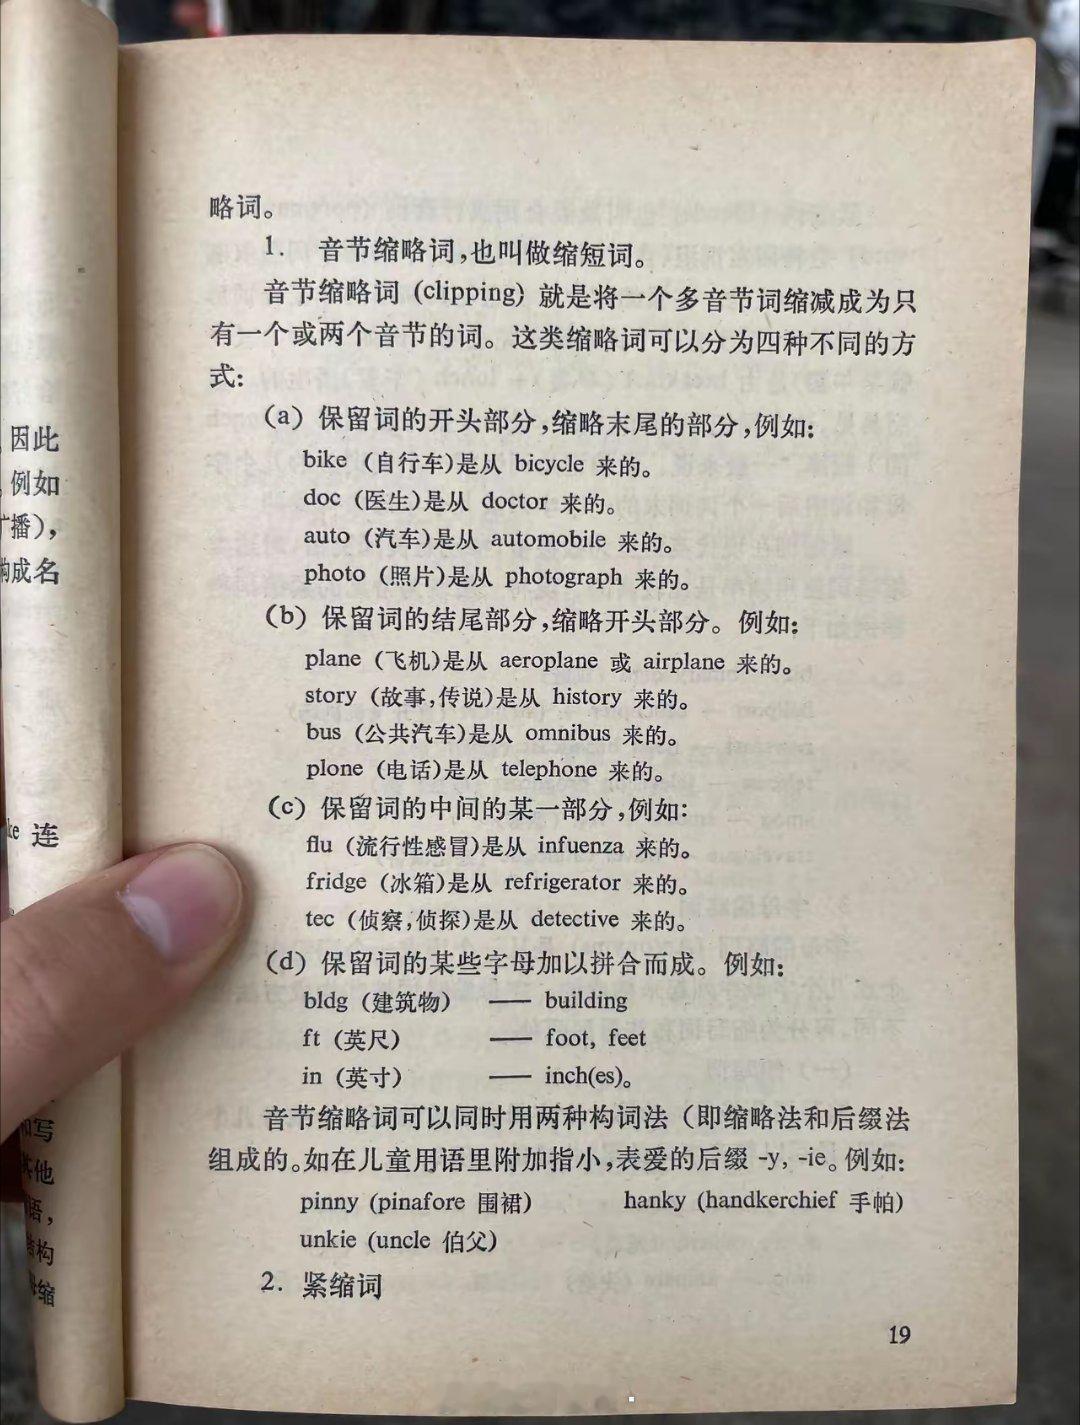 略词。
1. 音节缩略词,也叫做缩短词。
音节缩略词 (clipping) 就是将一个多音节词缩减成为只
有一个或两个音节的词。这类缩略词可以分为四种不同的方
式:
(a) 保留词的开头部分,缩略末尾的部分,例如:
bike (自行车)是从 bicycle 来的。
doc (医生)是从 doctor 来的。
auto (汽车)是从 automobile 来的。
photo (照片)是从 photograph 来的。
(b) 保留词的结尾部分,缩略开头部分。例如:
plane (飞机)是从 aeroplane 或 airplane 来的。
story (故事,传说)是从 history 来的。
bus (公共汽车)是从 omnibus 来的。
plone (电话)是从 telephone 来的。
(c) 保留词的中间的某一部分,例如:
flu (流行性感冒)是从 infuenza 来的。
fridge (冰箱)是从 refrigerator 来的。
tec (侦察,侦探)是从 detective 来的。
(d) 保留词的某些字母加以拼合而成。例如:
bldg (建筑物) —— building
ft (英尺) —— foot, feet
in (英寸) —— inch(es)。
音节缩略词可以同时用两种构词法 (即缩略法和后缀法
组成的。如在儿童用语里附加指小,表爱的后缀 -y, -ie。例如:
pinny (pinafore 围裙) hanky (handkerchief 手帕)
unkie (uncle 伯父)
2. 紧缩词
19
因此
例如
播),
成名
连
写
其他
语,
构
缩